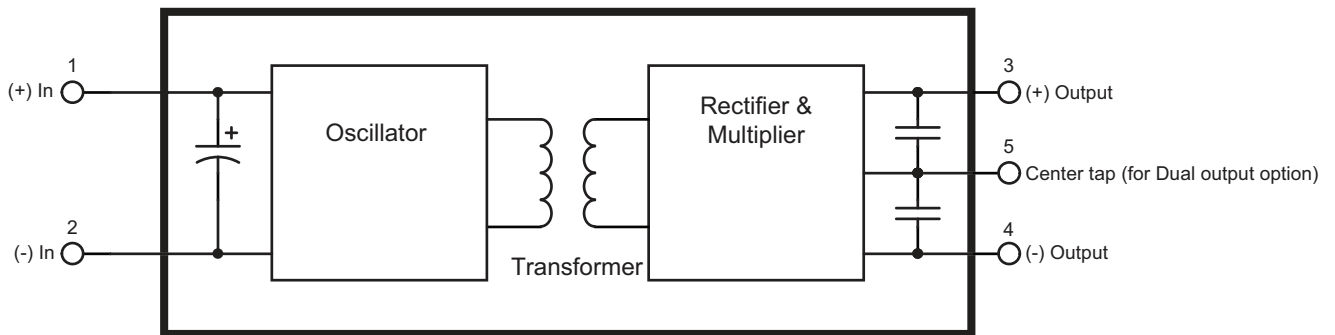 1
(+) In
2
(-) In
+
Oscillator
Transformer
Rectifier &
Multiplier
3
(+) Output
5
Center tap (for Dual output option)
4
(-) Output